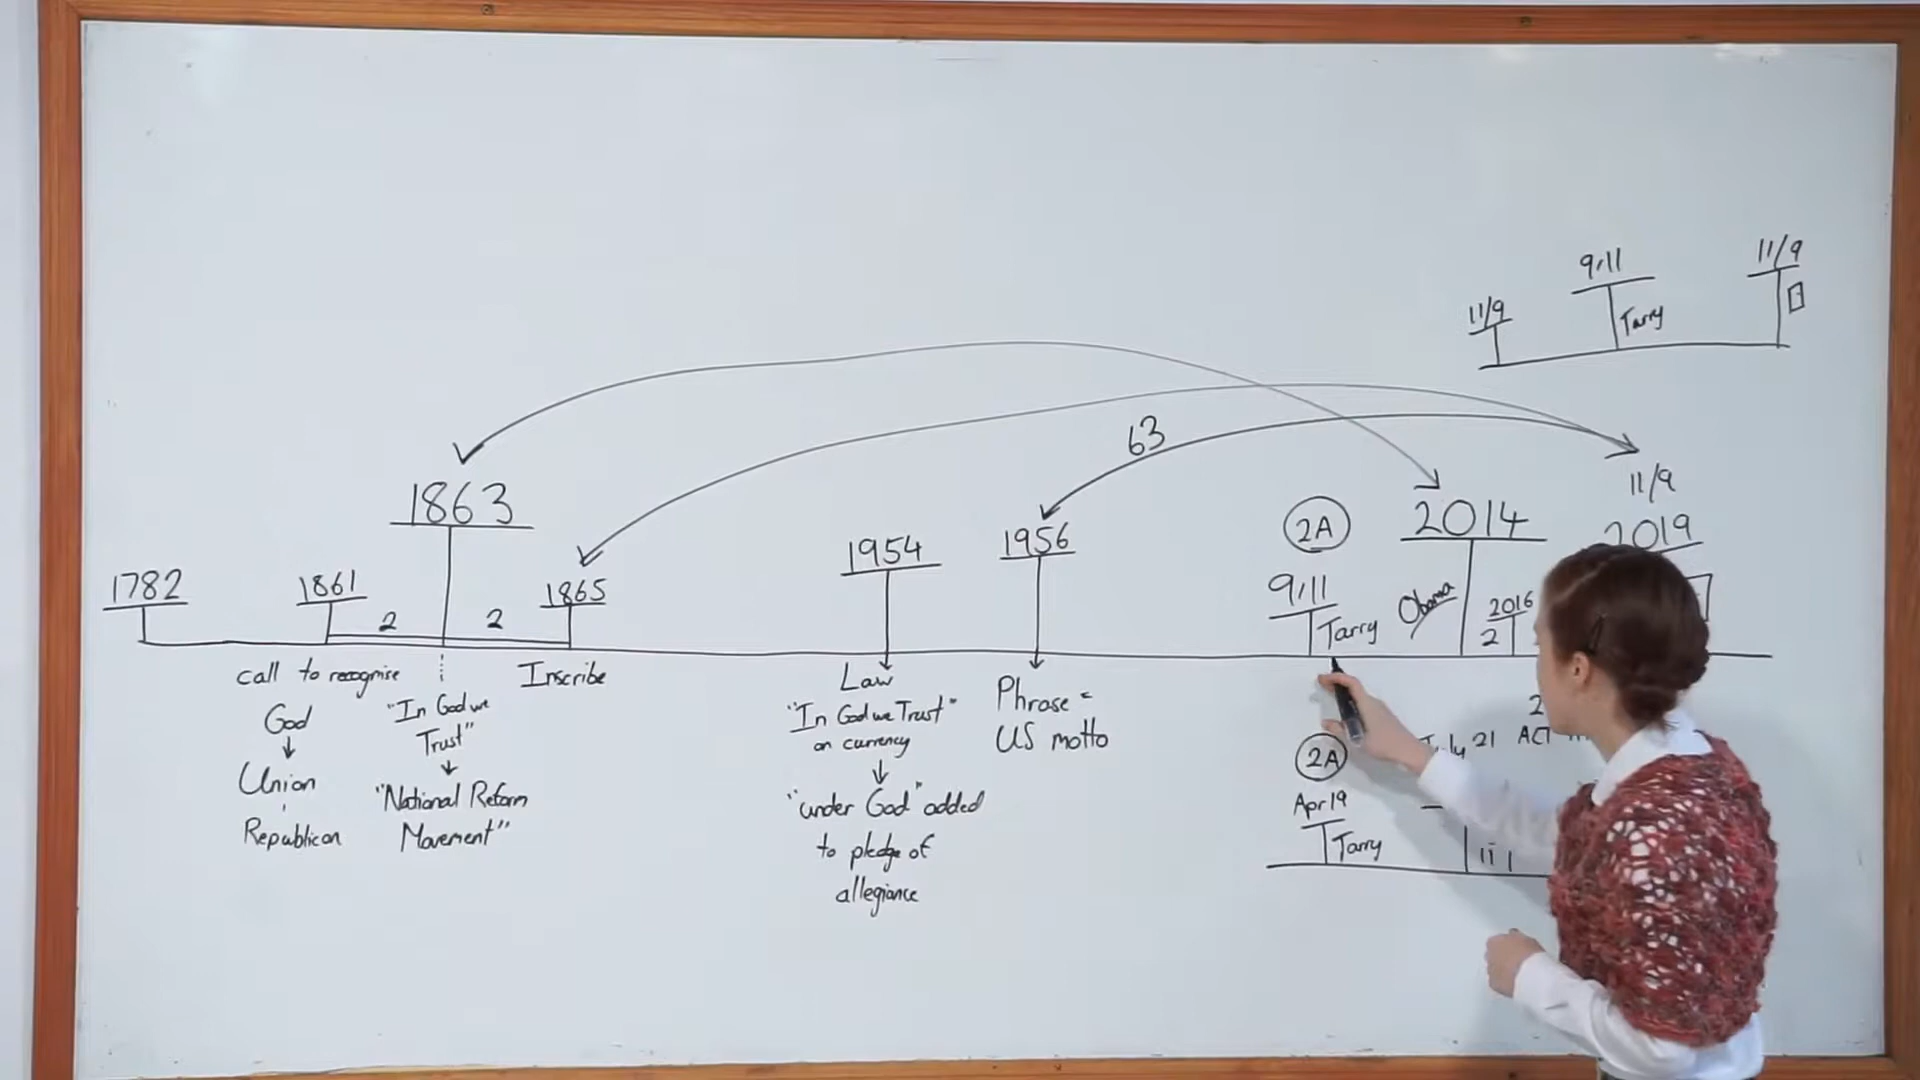 11/9
9,11
11/9
Tarry
63
11/9
1863
2014
2019
2A
1954
1956
1782
1861
1865
9,11
Obama
2016
2
2
Tarry
2
call to recognise
Inscribe
Law
God
"In God we
Trust"
"In God we Trust"
on currency
Phrase =
US motto
Union
Republican
"National Reform
Movement"
"under God" added
to pledge of
allegiance
2
21
2A
Apr 19
Tarry